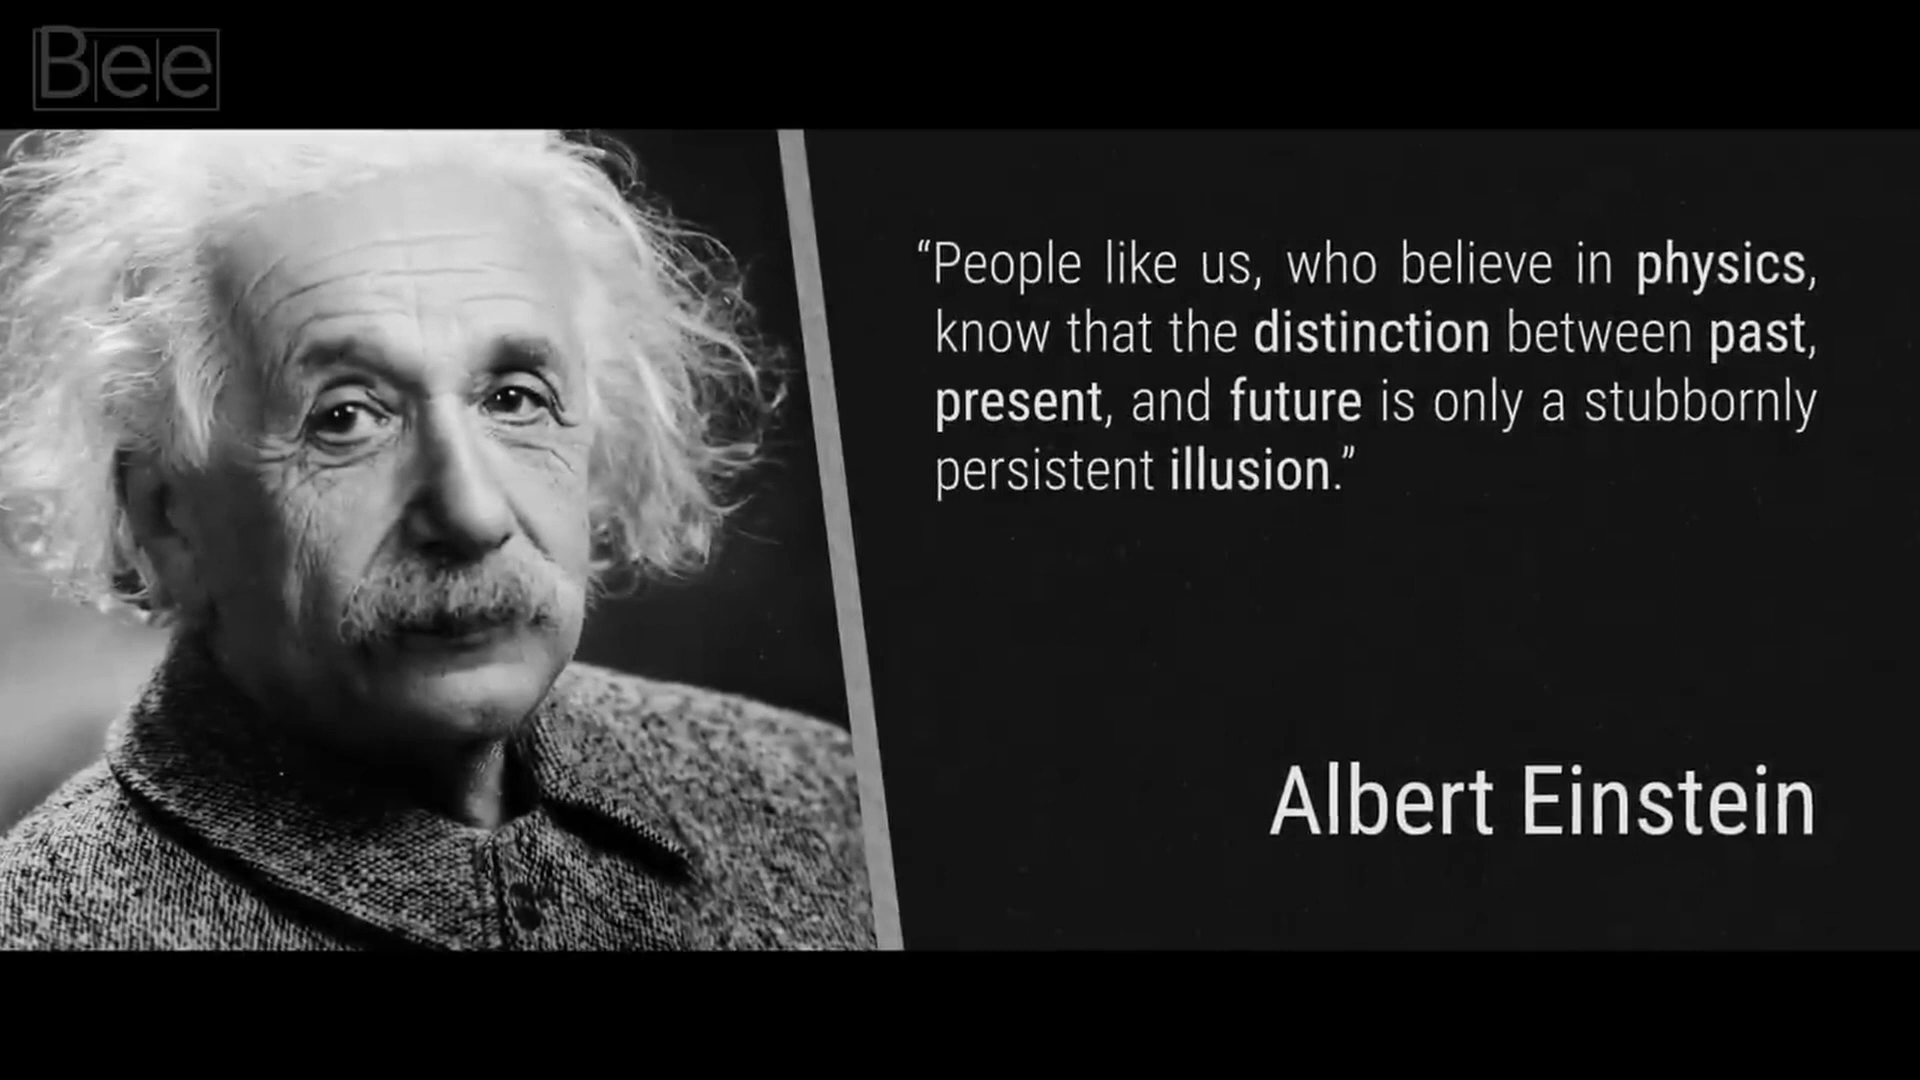 Bee
“People like us, who believe in physics,
know that the distinction between past,
present, and future is only a stubbornly
persistent illusion.”
Albert Einstein